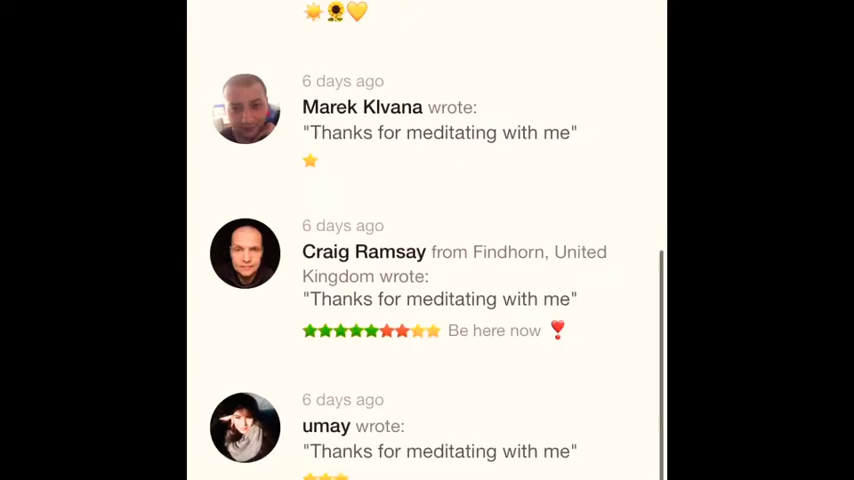 6 days ago
Marek Klvana wrote:
"Thanks for meditating with me"
6 days ago
Craig Ramsay from Findhorn, United
Kingdom wrote:
"Thanks for meditating with me"
Be here now
6 days ago
umay wrote:
"Thanks for meditating with me"